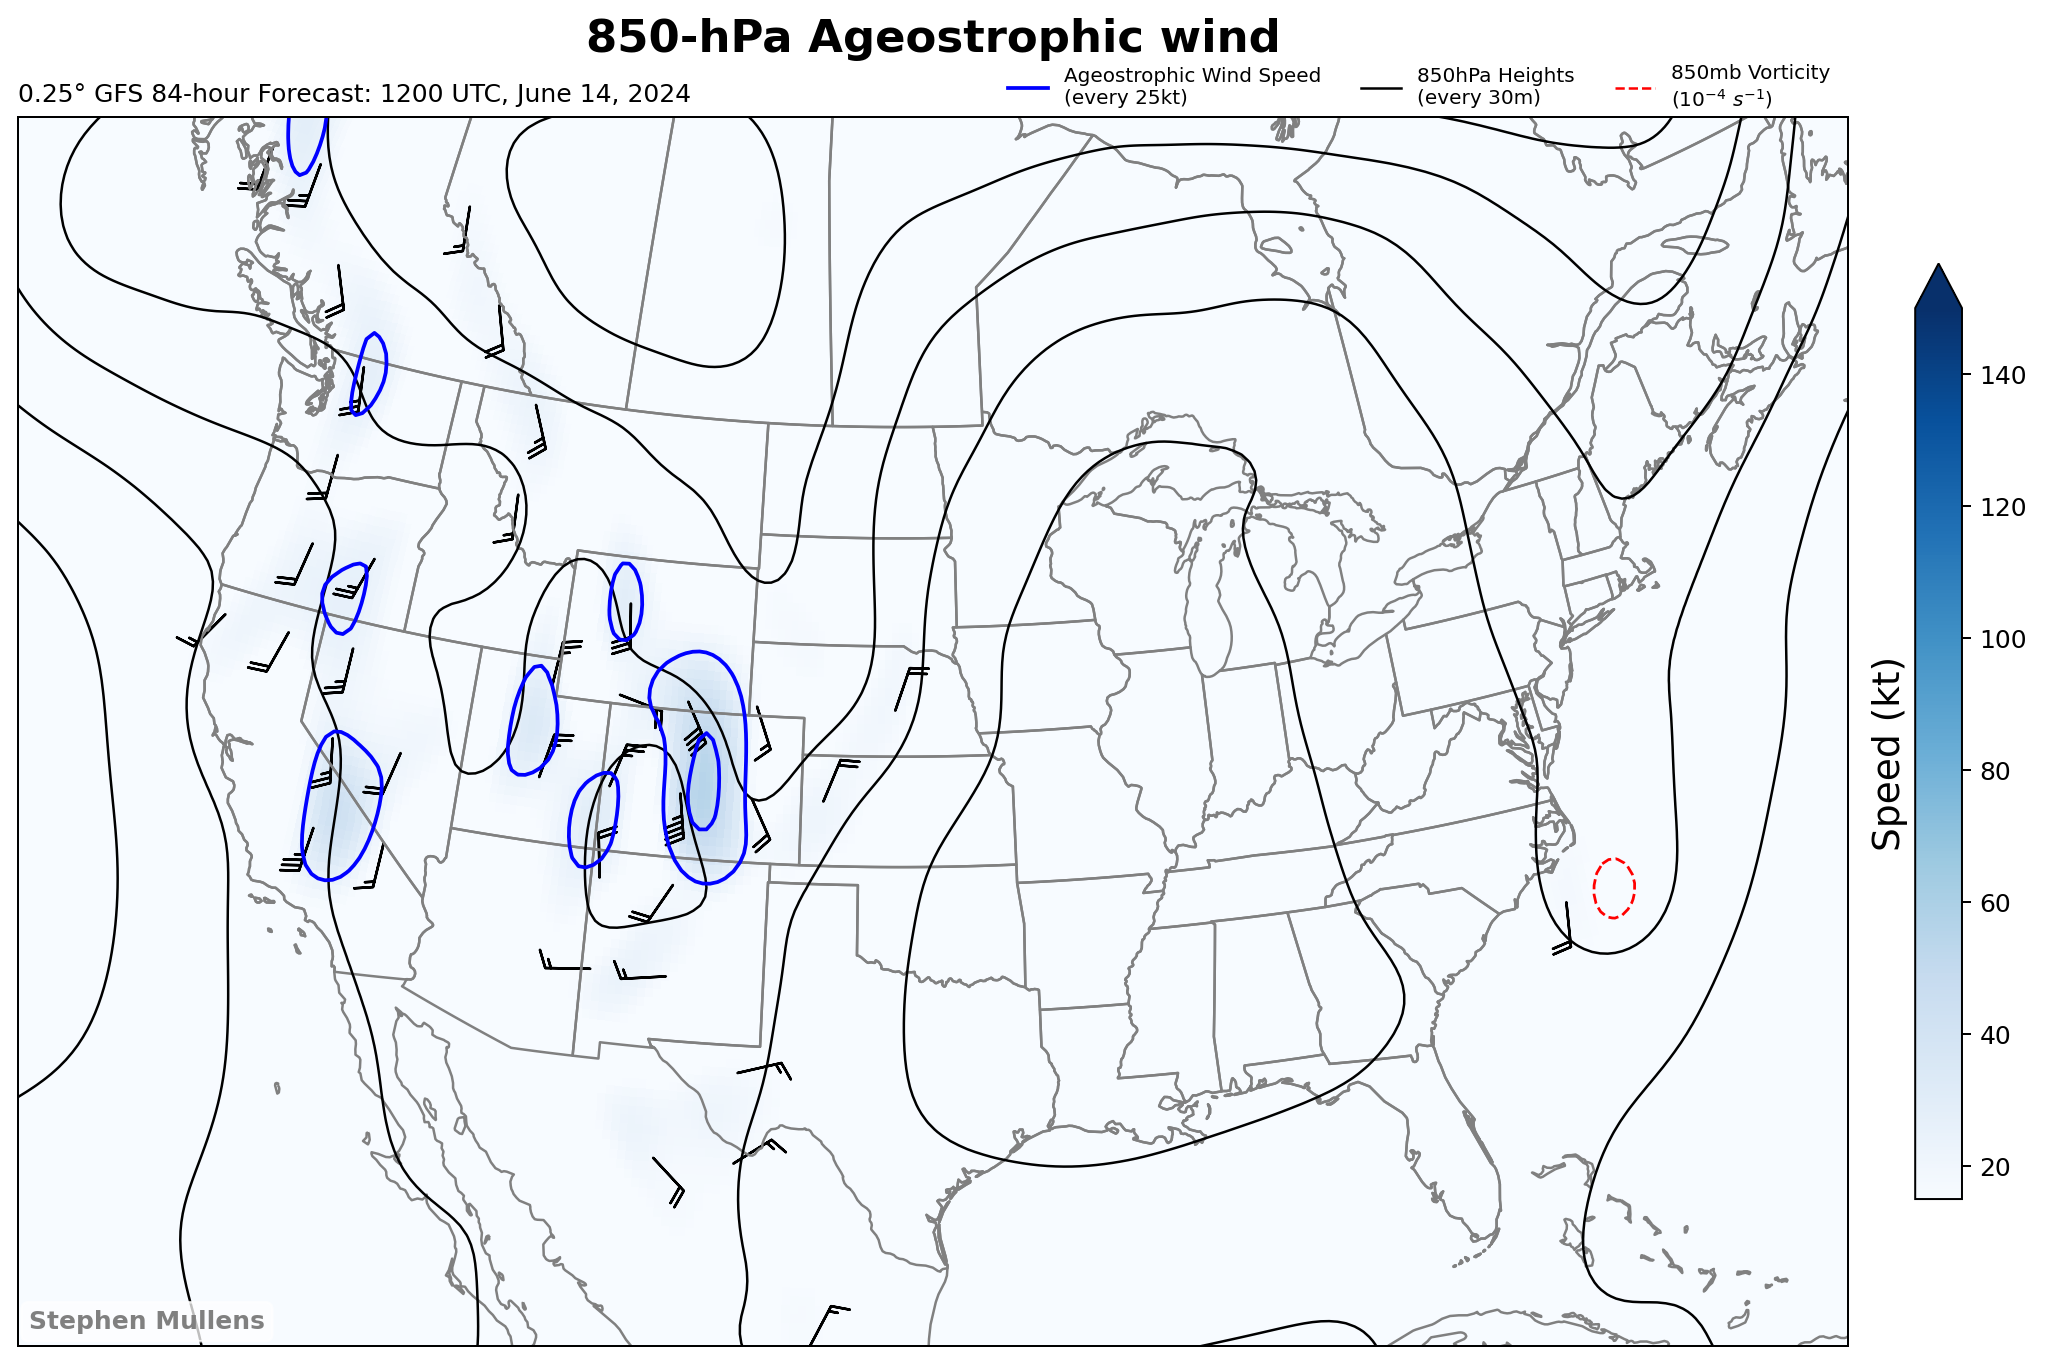 850-hPa Ageostrophic wind
0.25° GFS 84-hour Forecast: 1200 UTC, June 14, 2024
Ageostrophic Wind Speed
(every 25kt)
850hPa Heights
(every 30m)
850mb Vorticity
(10⁻⁴ s⁻¹)
140
120
100
80
60
40
20
Speed (kt)
Stephen Mullens